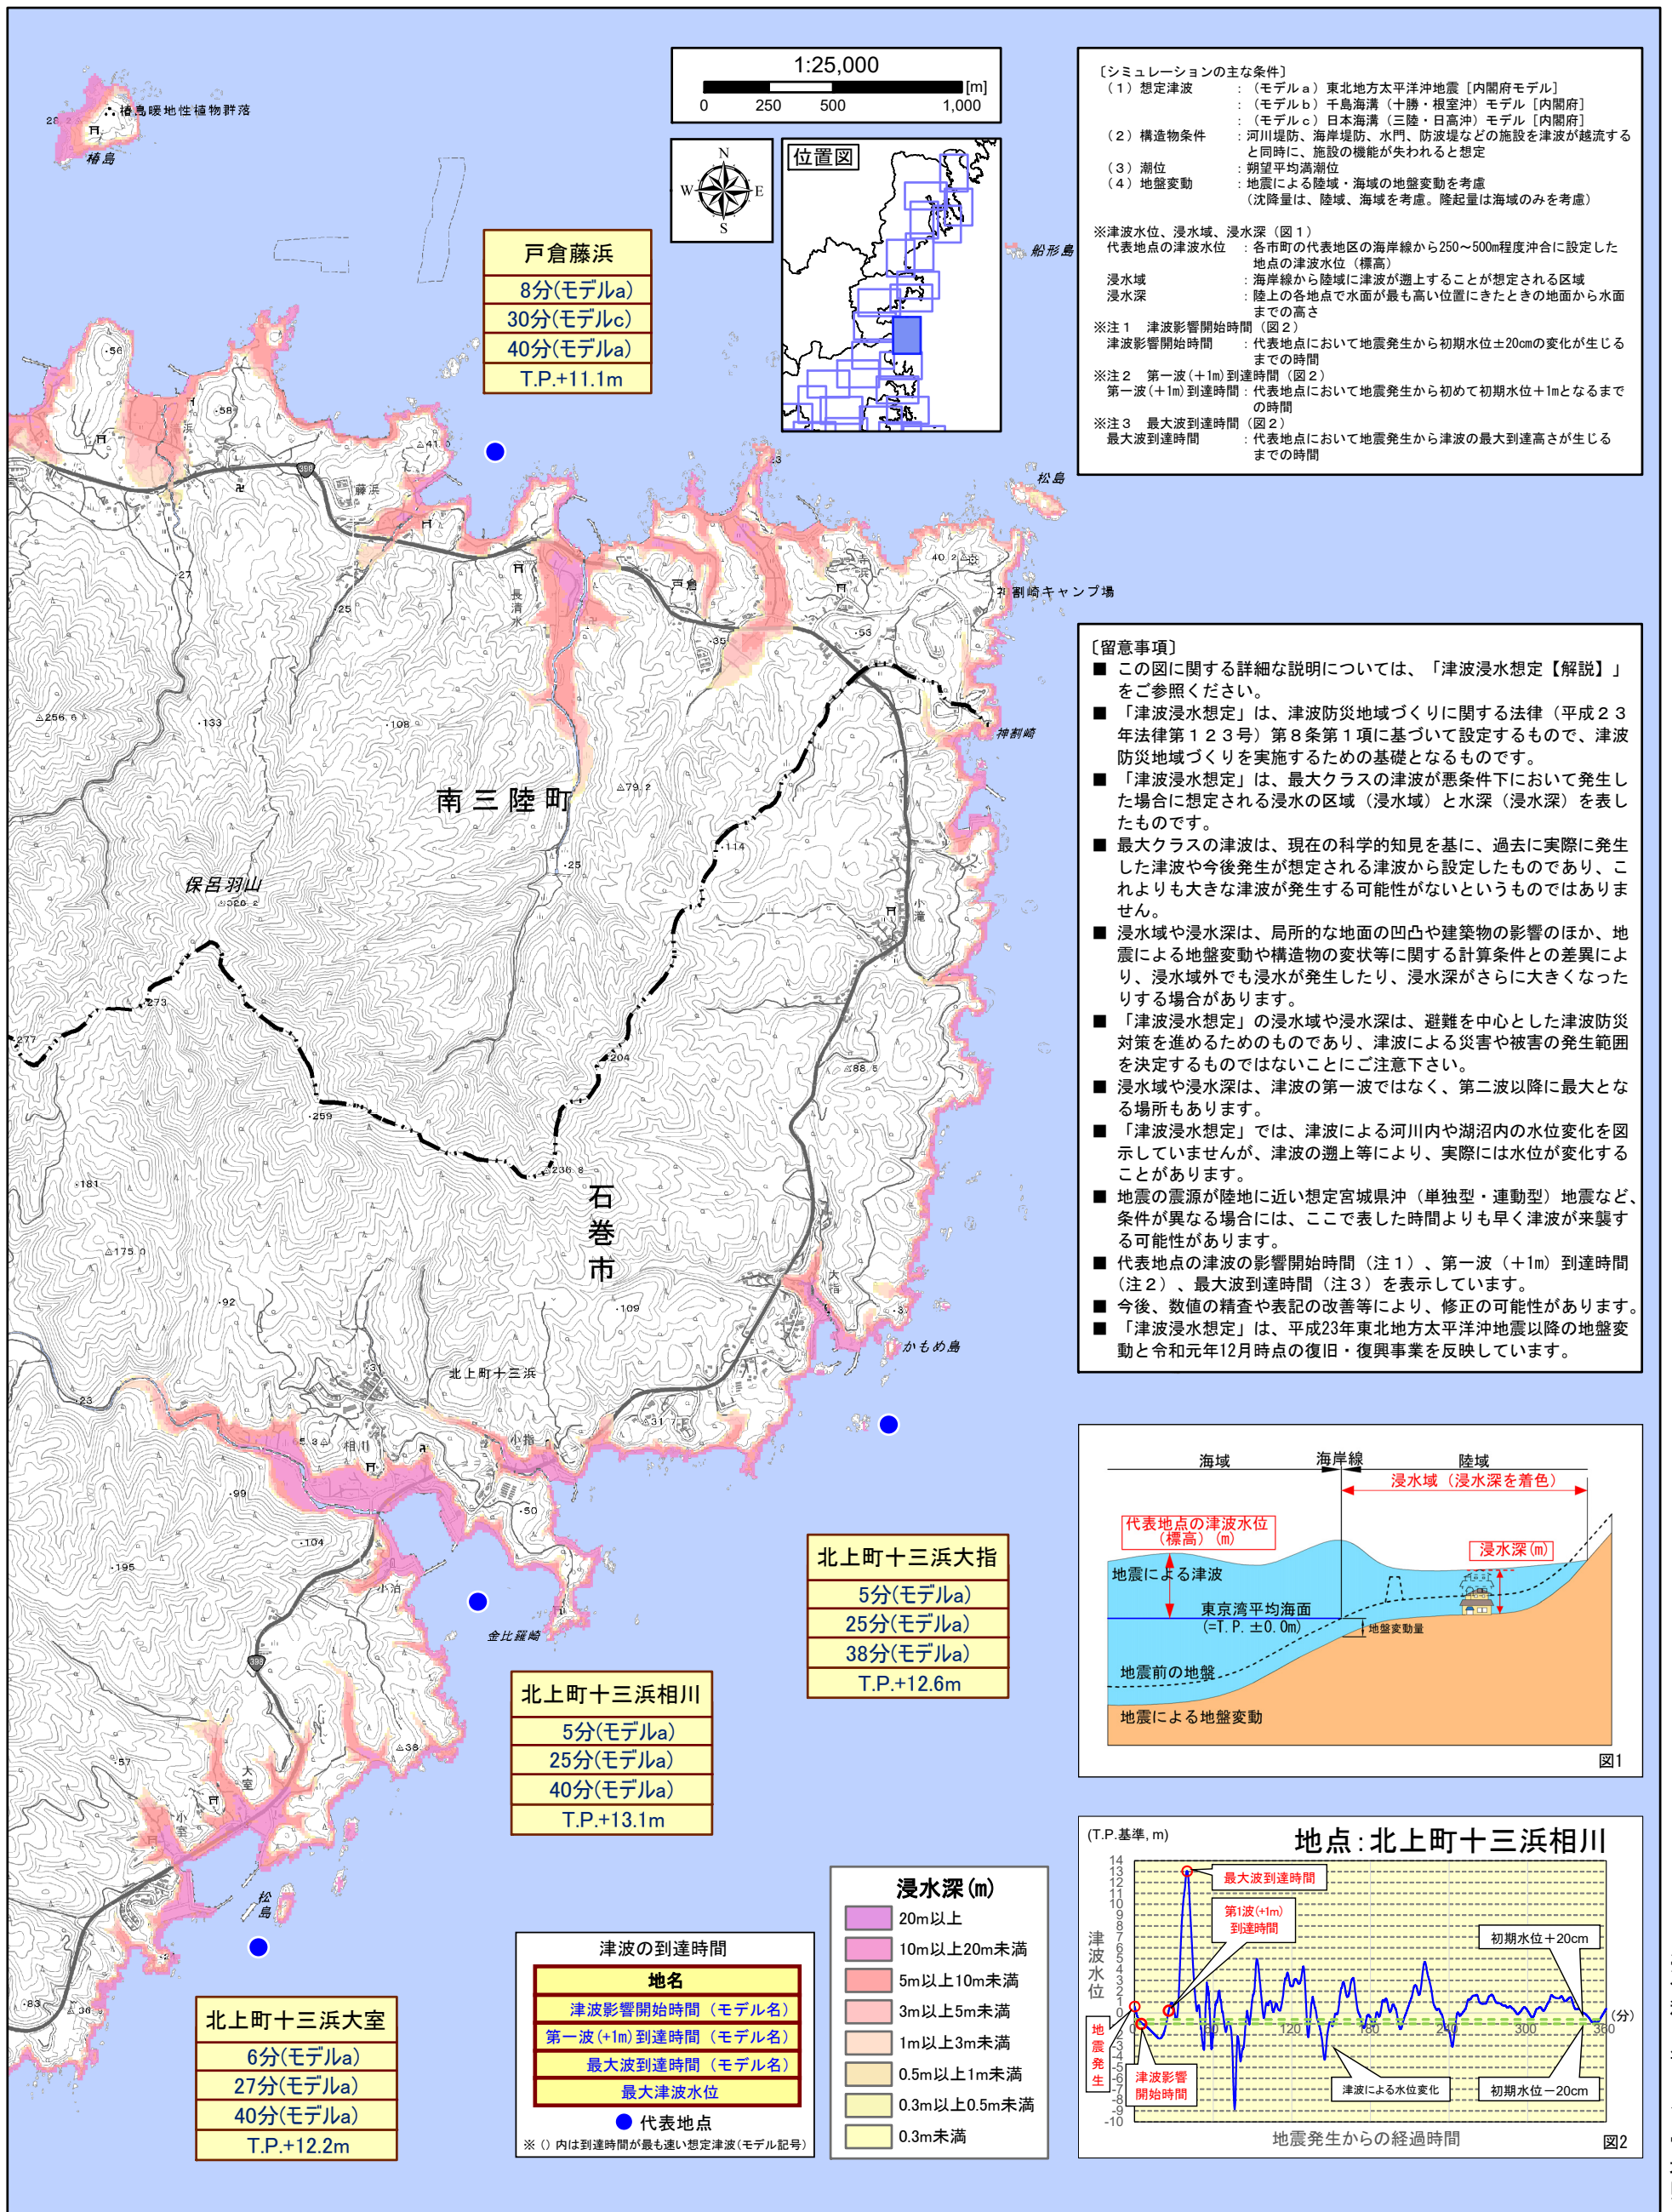 1:25,000
[m]
0 250 500 1,000
N
W E
S
位置図
椿島暖地性植物群落
椿島
船形島
戸倉藤浜
8分(モデルa)
30分(モデルc)
40分(モデルa)
T.P.+11.1m
〔シミュレーションの主な条件〕
（1）想定津波 ：（モデルａ）東北地方太平洋沖地震［内閣府モデル］
：（モデルｂ）千島海溝（十勝・根室沖）モデル［内閣府］
：（モデルｃ）日本海溝（三陸・日高沖）モデル［内閣府］
（2）構造物条件 ：河川堤防、海岸堤防、水門、防波堤などの施設を津波が越流する
と同時に、施設の機能が失われると想定
（3）潮位 ：朔望平均満潮位
（4）地盤変動 ：地震による陸域・海域の地盤変動を考慮
（沈降量は、陸域、海域を考慮。隆起量は海域のみを考慮）
※津波水位、浸水域、浸水深（図１）
代表地点の津波水位 ：各市町の代表地区の海岸線から250～500m程度沖合に設定した
地点の津波水位（標高）
浸水域 ：海岸線から陸域に津波が遡上することが想定される区域
浸水深 ：陸上の各地点で水面が最も高い位置にきたときの地面から水面
までの高さ
※注１　津波影響開始時間（図２）
津波影響開始時間 ：代表地点において地震発生から初期水位±20cmの変化が生じる
までの時間
※注２　第一波(＋1m)到達時間（図２）
第一波(＋1m)到達時間：代表地点において地震発生から初めて初期水位＋1mとなるまで
の時間
※注３　最大波到達時間（図２）
最大波到達時間 ：代表地点において地震発生から津波の最大到達高さが生じる
までの時間
松島
398
藤浜
浜
長清水
戸倉
寺浜
神割崎キャンプ場
神割崎
南三陸町
保呂羽山
小滝
石巻市
大指
かもめ島
北上町十三浜
相川
小指
小泊
金比羅崎
398
大室
小室
松島
〔留意事項〕
■ この図に関する詳細な説明については、「津波浸水想定【解説】」
をご参照ください。
■ 「津波浸水想定」は、津波防災地域づくりに関する法律（平成２３
年法律第１２３号）第８条第１項に基づいて設定するもので、津波
防災地域づくりを実施するための基礎となるものです。
■ 「津波浸水想定」は、最大クラスの津波が悪条件下において発生し
た場合に想定される浸水の区域（浸水域）と水深（浸水深）を表し
たものです。
■ 最大クラスの津波は、現在の科学的知見を基に、過去に実際に発生
した津波や今後発生が想定される津波から設定したものであり、こ
れよりも大きな津波が発生する可能性がないというものではありま
せん。
■ 浸水域や浸水深は、局所的な地面の凹凸や建築物の影響のほか、地
震による地盤変動や構造物の変状等に関する計算条件との差異によ
り、浸水域外でも浸水が発生したり、浸水深がさらに大きくなった
りする場合があります。
■ 「津波浸水想定」の浸水域や浸水深は、避難を中心とした津波防災
対策を進めるためのものであり、津波による災害や被害の発生範囲
を決定するものではないことにご注意下さい。
■ 浸水域や浸水深は、津波の第一波ではなく、第二波以降に最大とな
る場所もあります。
■ 「津波浸水想定」では、津波による河川内や湖沼内の水位変化を図
示していませんが、津波の遡上等により、実際には水位が変化する
ことがあります。
■ 地震の震源が陸地に近い想定宮城県沖（単独型・連動型）地震など、
条件が異なる場合には、ここで表した時間よりも早く津波が来襲す
る可能性があります。
■ 代表地点の津波の影響開始時間（注１）、第一波（＋1m）到達時間
（注２）、最大波到達時間（注３）を表示しています。
■ 今後、数値の精査や表記の改善等により、修正の可能性があります。
■ 「津波浸水想定」は、平成23年東北地方太平洋沖地震以降の地盤変
動と令和元年12月時点の復旧・復興事業を反映しています。
海域 海岸線 陸域
浸水域（浸水深を着色）
代表地点の津波水位
（標高）(m)
浸水深(m)
地震による津波
東京湾平均海面
(=T.P.±0.0m)
地盤変動量
地震前の地盤
地震による地盤変動
図1
北上町十三浜大指
5分(モデルa)
25分(モデルa)
38分(モデルa)
T.P.+12.6m
北上町十三浜相川
5分(モデルa)
25分(モデルa)
40分(モデルa)
T.P.+13.1m
北上町十三浜大室
6分(モデルa)
27分(モデルa)
40分(モデルa)
T.P.+12.2m
津波の到達時間
地名
津波影響開始時間（モデル名）
第一波(+1m)到達時間（モデル名）
最大波到達時間（モデル名）
最大津波水位
代表地点
※（）内は到達時間が最も速い想定津波(モデル記号)
浸水深(m)
20m以上
10m以上20m未満
5m以上10m未満
3m以上5m未満
1m以上3m未満
0.5m以上1m未満
0.3m以上0.5m未満
0.3m未満
(T.P.基準, m)
地点:北上町十三浜相川
最大波到達時間
第1波(+1m)
到達時間
初期水位＋20cm
津波水位
地震発生
津波影響
開始時間
津波による水位変化
初期水位－20cm
(分)
地震発生からの経過時間
図2